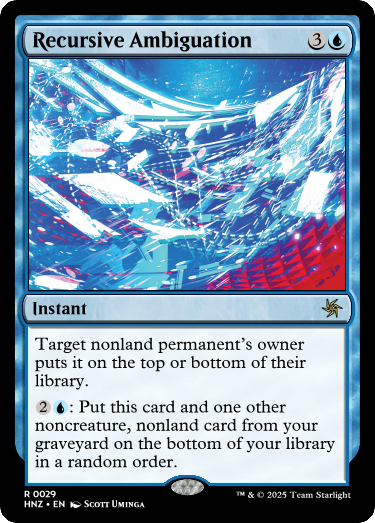 Recursive Ambiguation 3
Instant
Target nonland permanent's owner
puts it on the top or bottom of their
library.
2 : Put this card and one other
noncreature, nonland card from your
graveyard on the bottom of your library
in a random order.
R 0029
HNZ • EN Scott Uminga
™ & © 2025 Team Starlight